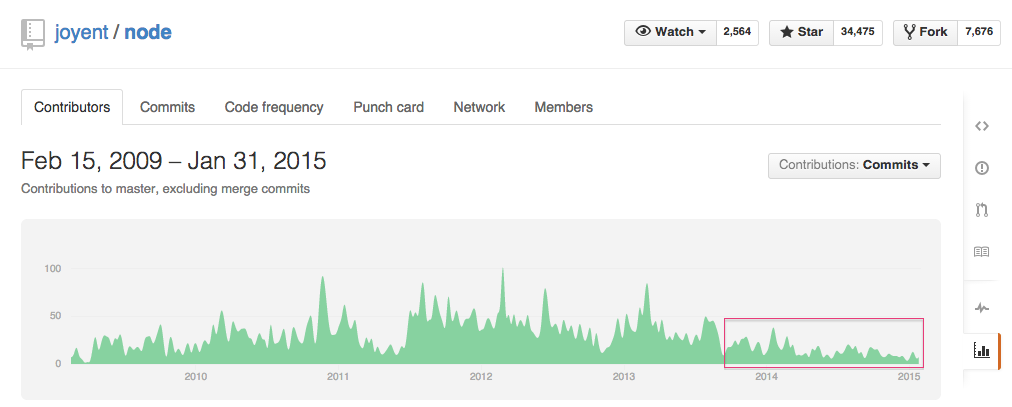 joyent / node
Watch 2,564 Star 34,475 Fork 7,676
Contributors Commits Code frequency Punch card Network Members
Feb 15, 2009 – Jan 31, 2015
Contributions: Commits
Contributions to master, excluding merge commits
100
50
0
2010 2011 2012 2013 2014 2015